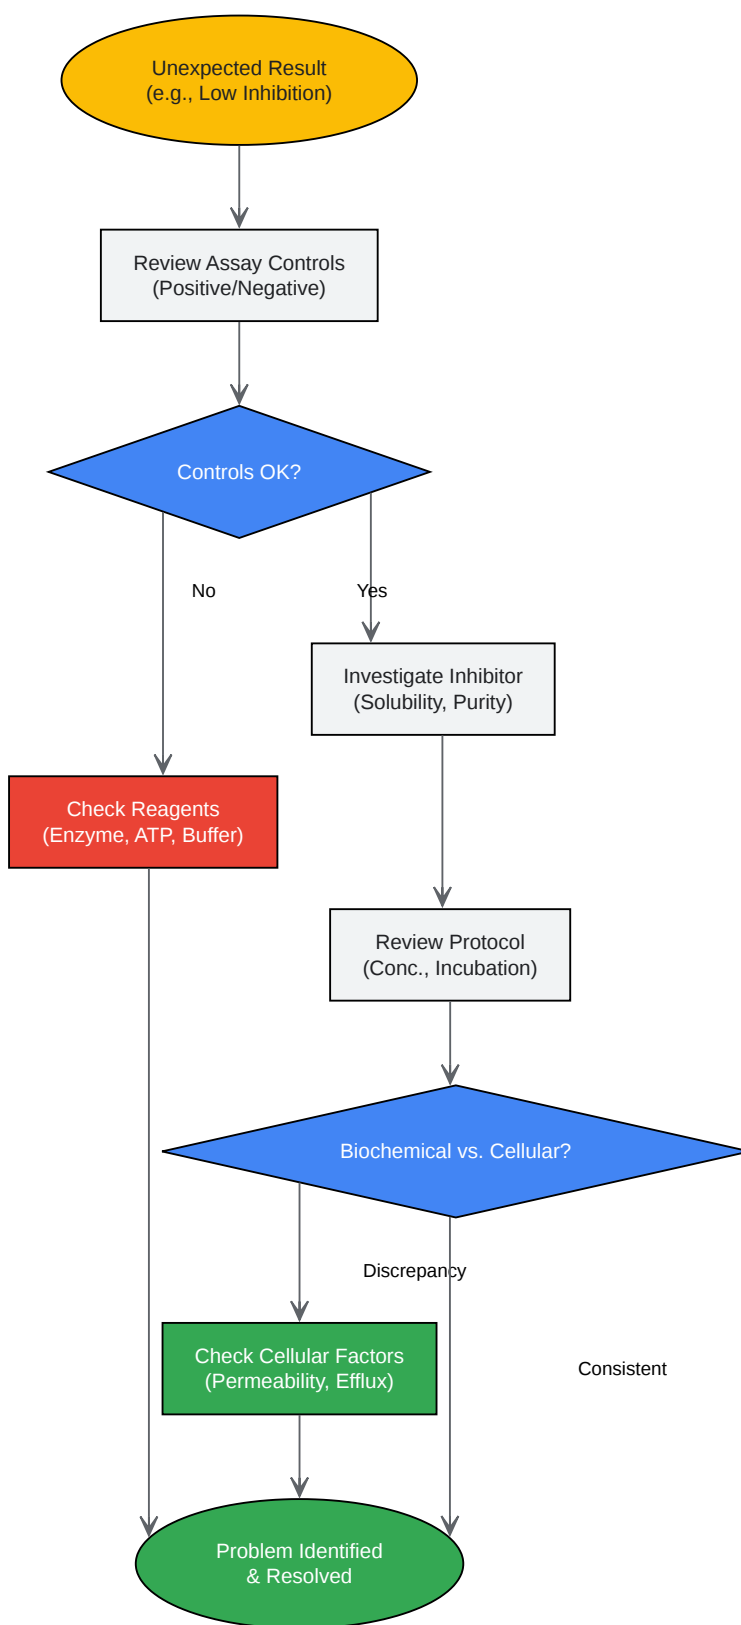 Unexpected Result
(e.g., Low Inhibition)
Review Assay Controls
(Positive/Negative)
Controls OK?
No
Yes
Investigate Inhibitor
(Solubility, Purity)
Check Reagents
(Enzyme, ATP, Buffer)
Review Protocol
(Conc., Incubation)
Biochemical vs. Cellular?
Discrepancy
Check Cellular Factors
(Permeability, Efflux)
Consistent
Problem Identified
& Resolved